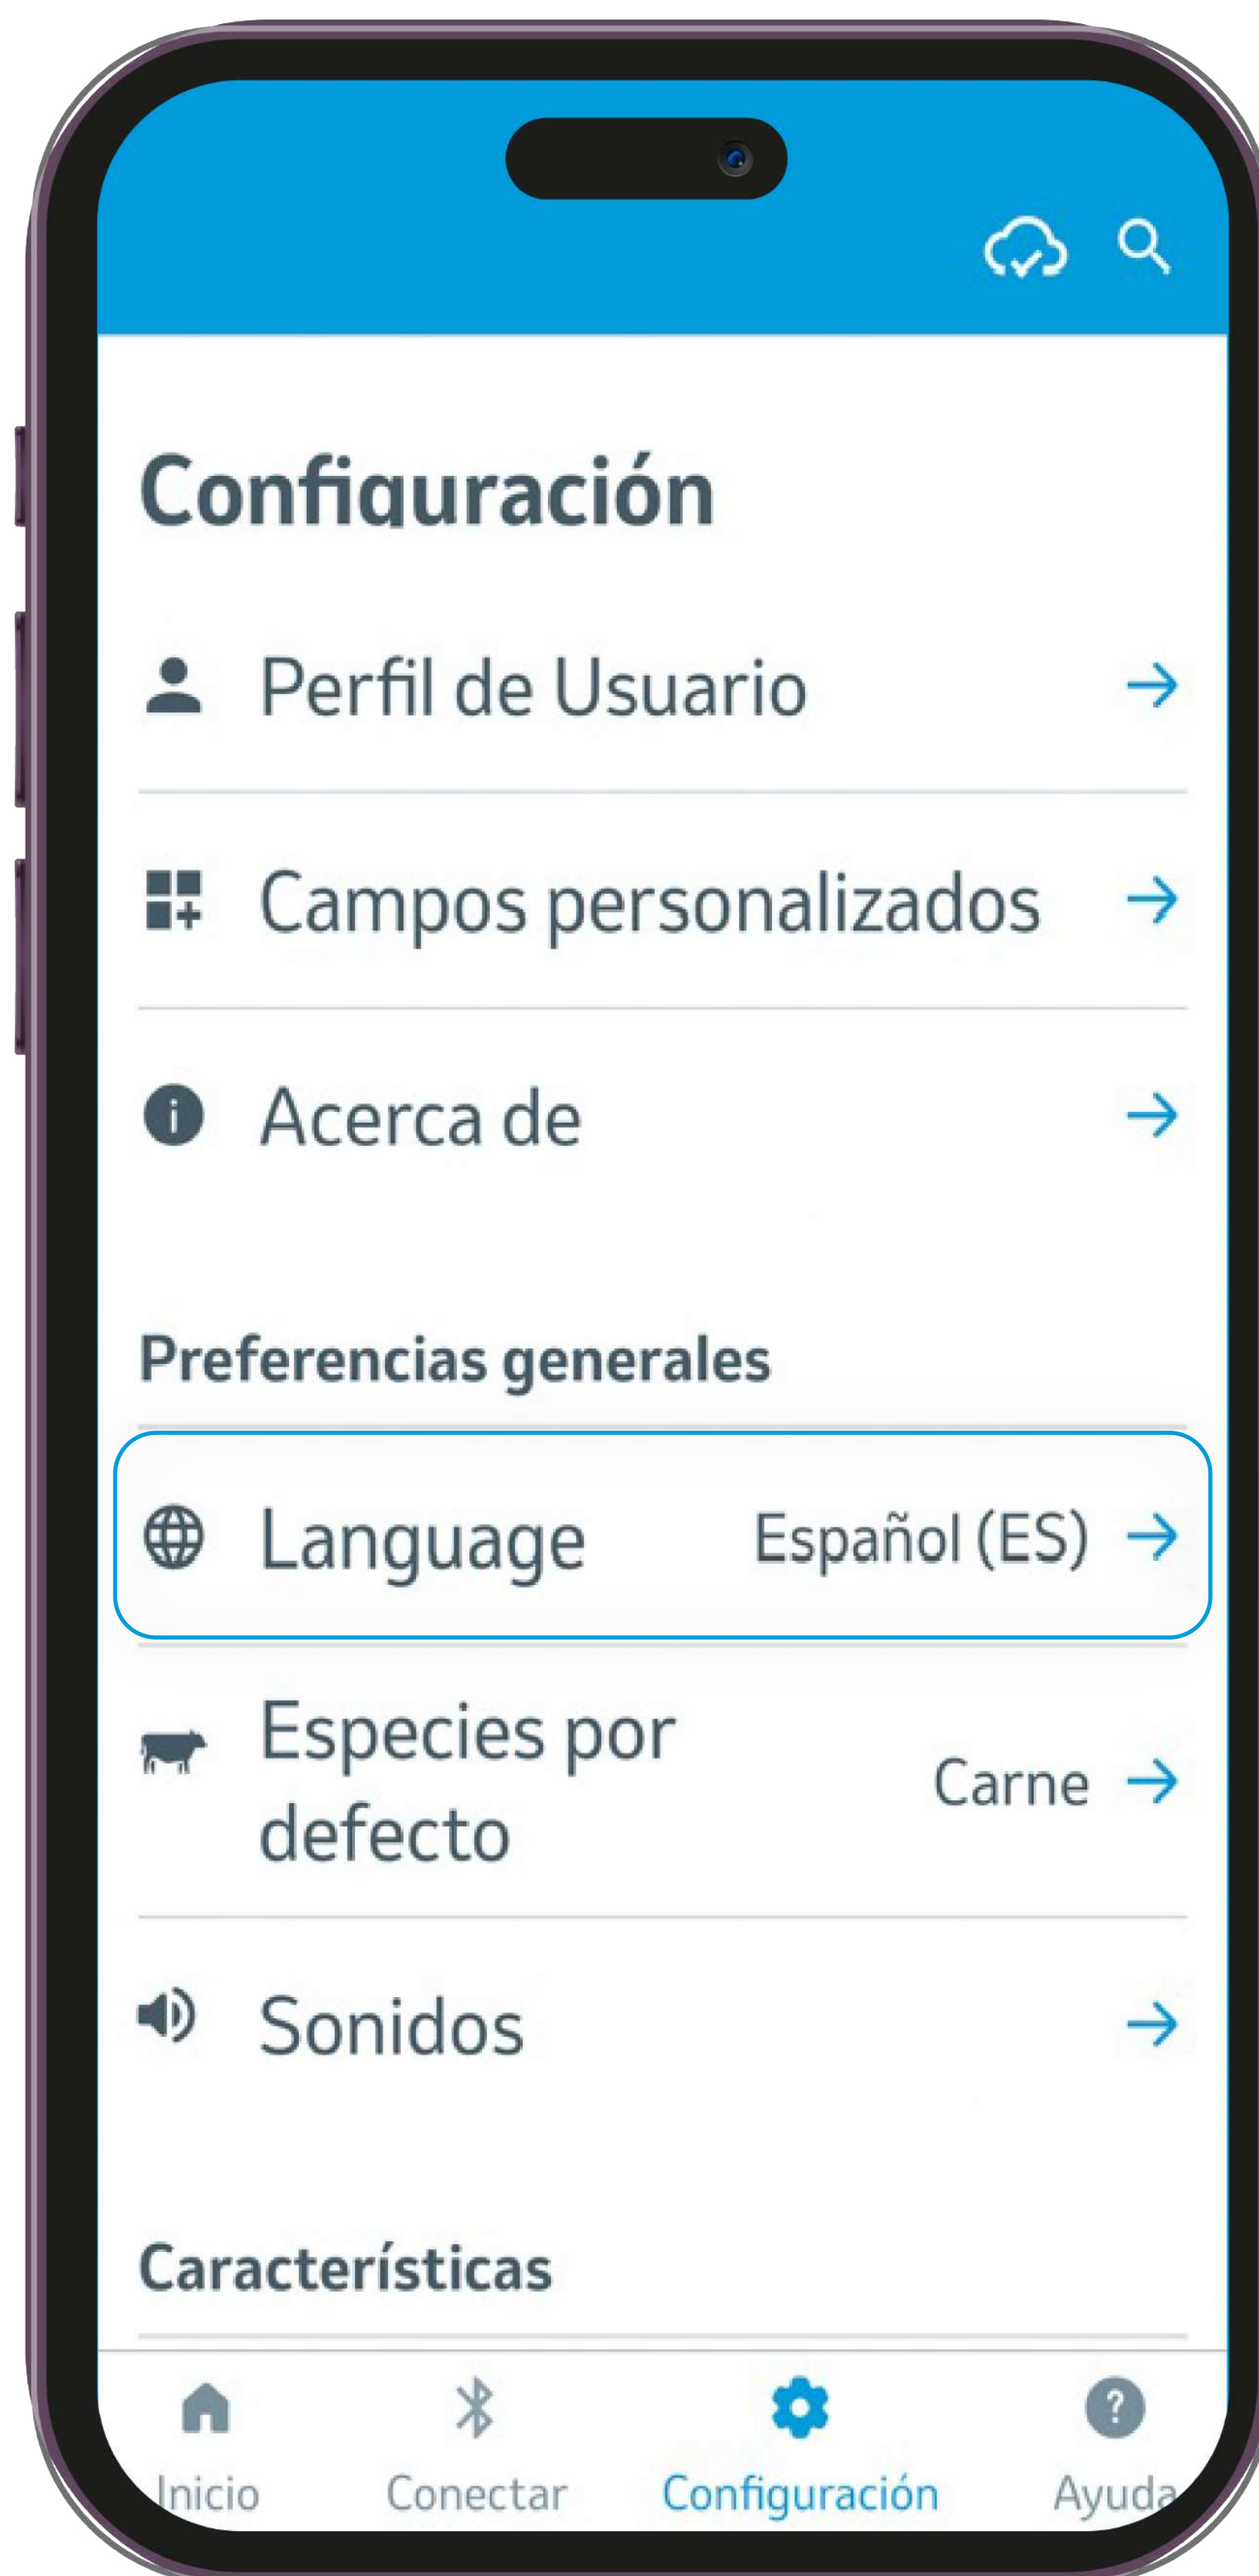 Configuración
Perfil de Usuario
Campos personalizados
Acerca de
Preferencias generales
Language Español (ES)
Especies por
defecto
Carne
Sonidos
Características
Inicio Conectar Configuración Ayuda